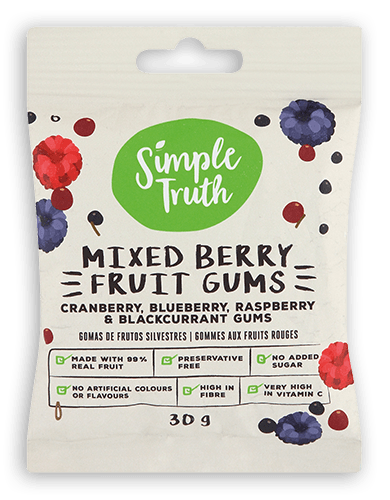 Simple
Truth
MIXED BERRY
FRUIT GUMS
CRANBERRY, BLUEBERRY, RASPBERRY
& BLACKCURRANT GUMS
GOMAS DE FRUTOS SILVESTRES | GOMMES AUX FRUITS ROUGES
MADE WITH 99% REAL FRUIT
PRESERVATIVE FREE
NO ADDED SUGAR
NO ARTIFICIAL COLOURS OR FLAVOURS
HIGH IN FIBRE
VERY HIGH IN VITAMIN C
30 g